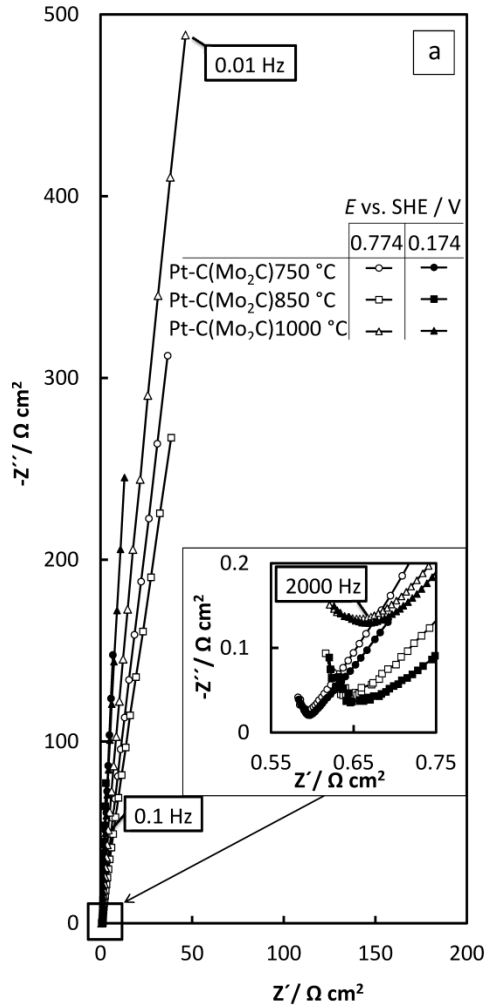 500
a
0.01 Hz
400
E vs. SHE / V
0.774 0.174
Pt-C(Mo2C)750 °C
Pt-C(Mo2C)850 °C
Pt-C(Mo2C)1000 °C
300
-Z´´/ Ω cm²
200
0.2
2000 Hz
-Z´´/ Ω cm²
0.1
0
0.55 0.65 0.75
Z´/ Ω cm²
100
0.1 Hz
0
0 50 100 150 200
Z´/ Ω cm²